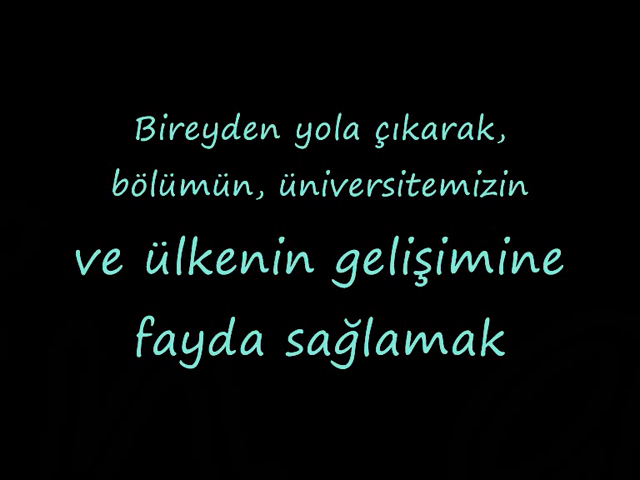 Bireyden yola çıkarak,
bölümün, üniversitemizin
ve ülkenin gelişimine
fayda sağlamak